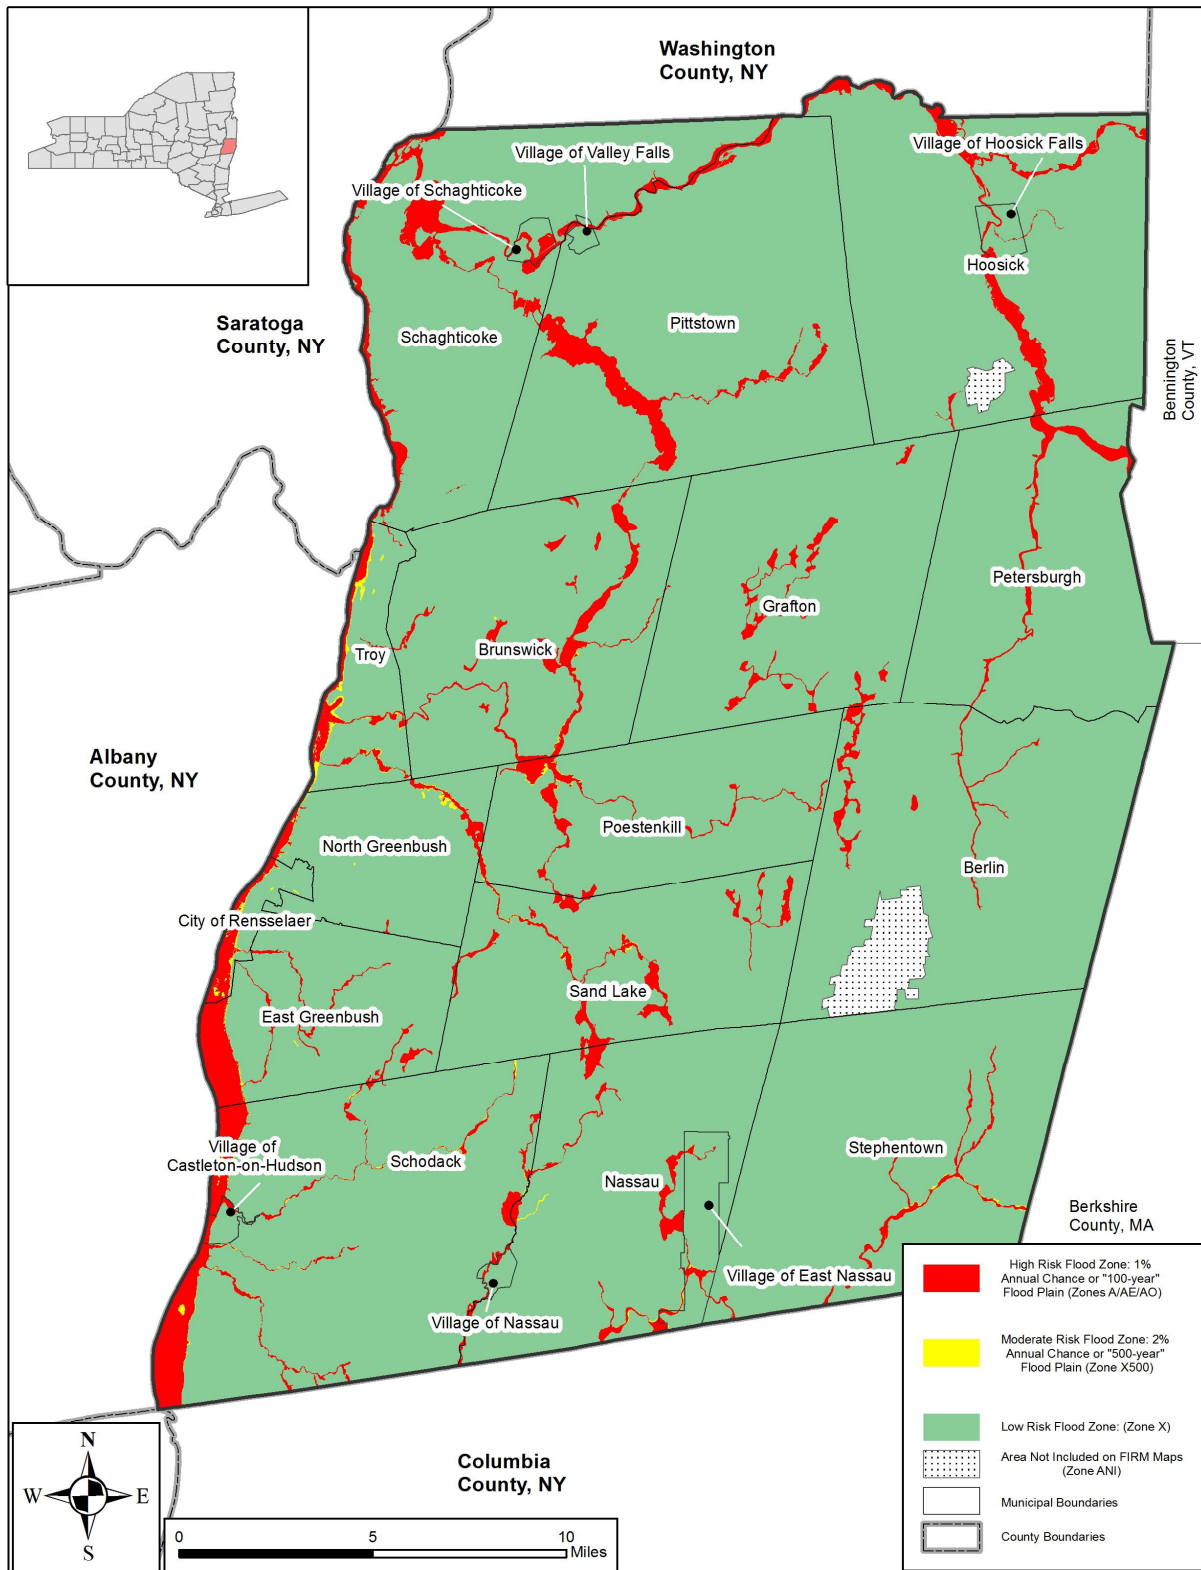 Washington
County, NY
Village of Valley Falls
Village of Hoosick Falls
Village of Schaghticoke
Hoosick
Saratoga
County, NY
Schaghticoke
Pittstown
Bennington
County, VT
Petersburgh
Grafton
Brunswick
Troy
Albany
County, NY
Poestenkill
North Greenbush
Berlin
City of Rensselaer
Sand Lake
East Greenbush
Village of
Castleton-on-Hudson
Schodack
Stephentown
Nassau
Berkshire
County, MA
Village of East Nassau
Village of Nassau
High Risk Flood Zone: 1%
Annual Chance or "100-year"
Flood Plain (Zones A/AE/AO)
Moderate Risk Flood Zone: 2%
Annual Chance or "500-year"
Flood Plain (Zone X500)
Low Risk Flood Zone: (Zone X)
Area Not Included on FIRM Maps
(Zone ANI)
Municipal Boundaries
County Boundaries
Columbia
County, NY
N
W E
S
0 5 10
Miles